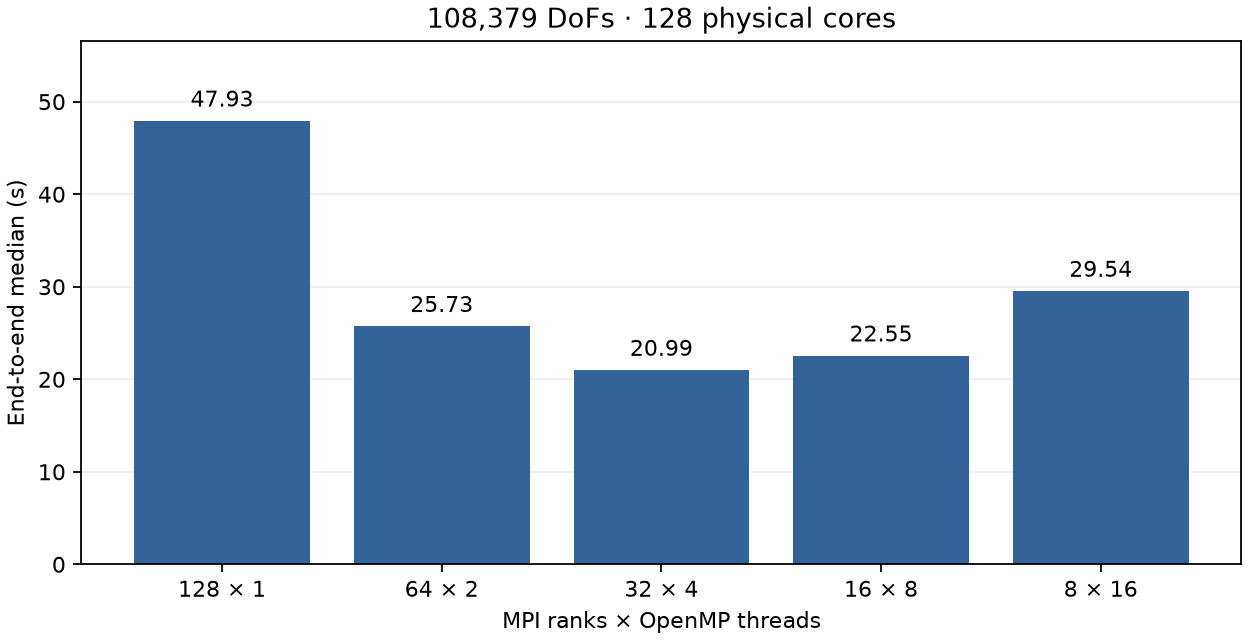 108,379 DoFs · 128 physical cores
End-to-end median (s)
50
40
30
20
10
0
47.93
25.73
20.99
22.55
29.54
128 × 1
64 × 2
32 × 4
16 × 8
8 × 16
MPI ranks × OpenMP threads